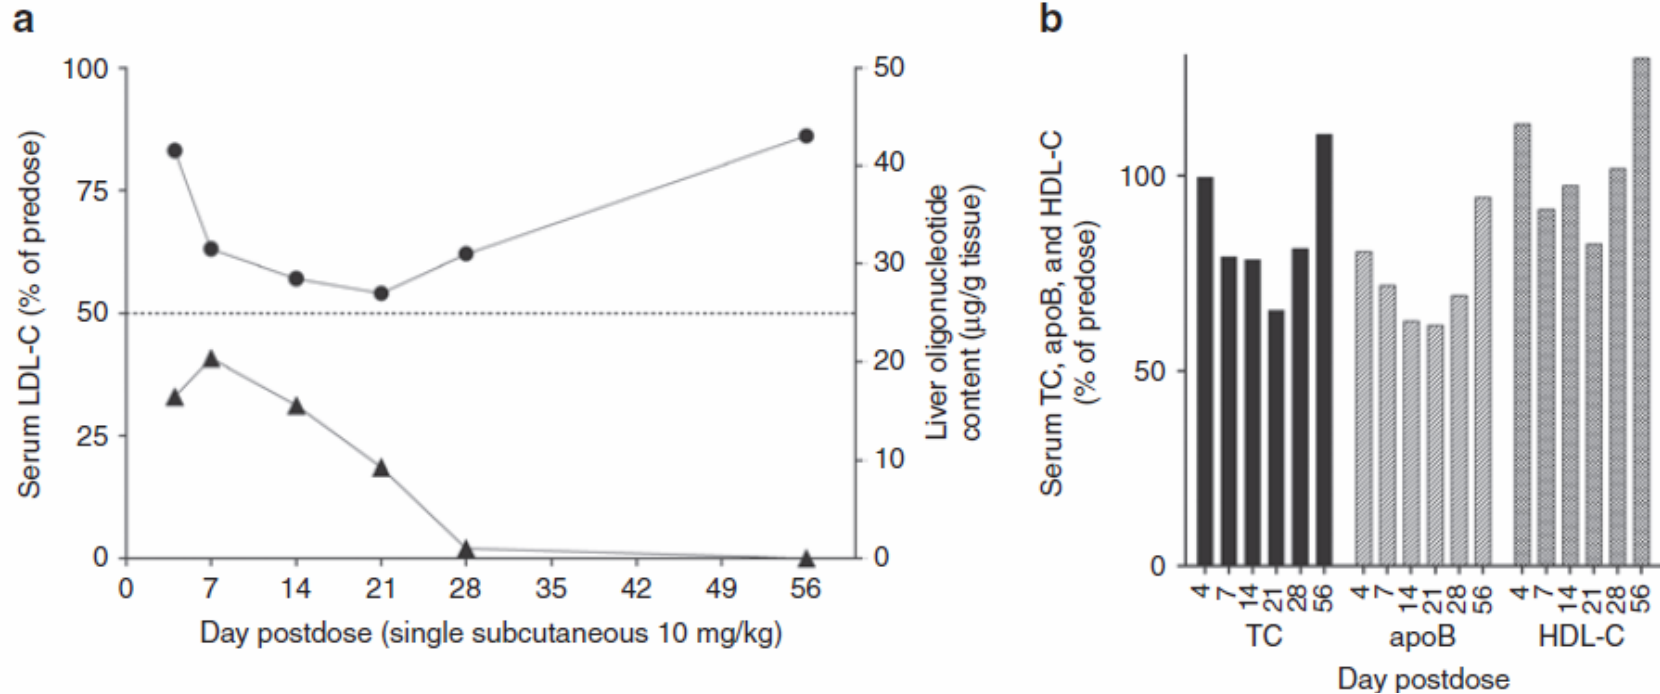 a
100
75
50
25
0
Serum LDL-C (% of predose)
50
40
30
20
10
0
Liver oligonucleotide
content (µg/g tissue)
0 7 14 21 28 35 42 49 56
Day postdose (single subcutaneous 10 mg/kg)
b
Serum TC, apoB, and HDL-C
(% of predose)
100
50
0
4 7 14 21 28 56 4 7 14 21 28 56 4 7 14 21 28 56
TC apoB HDL-C
Day postdose